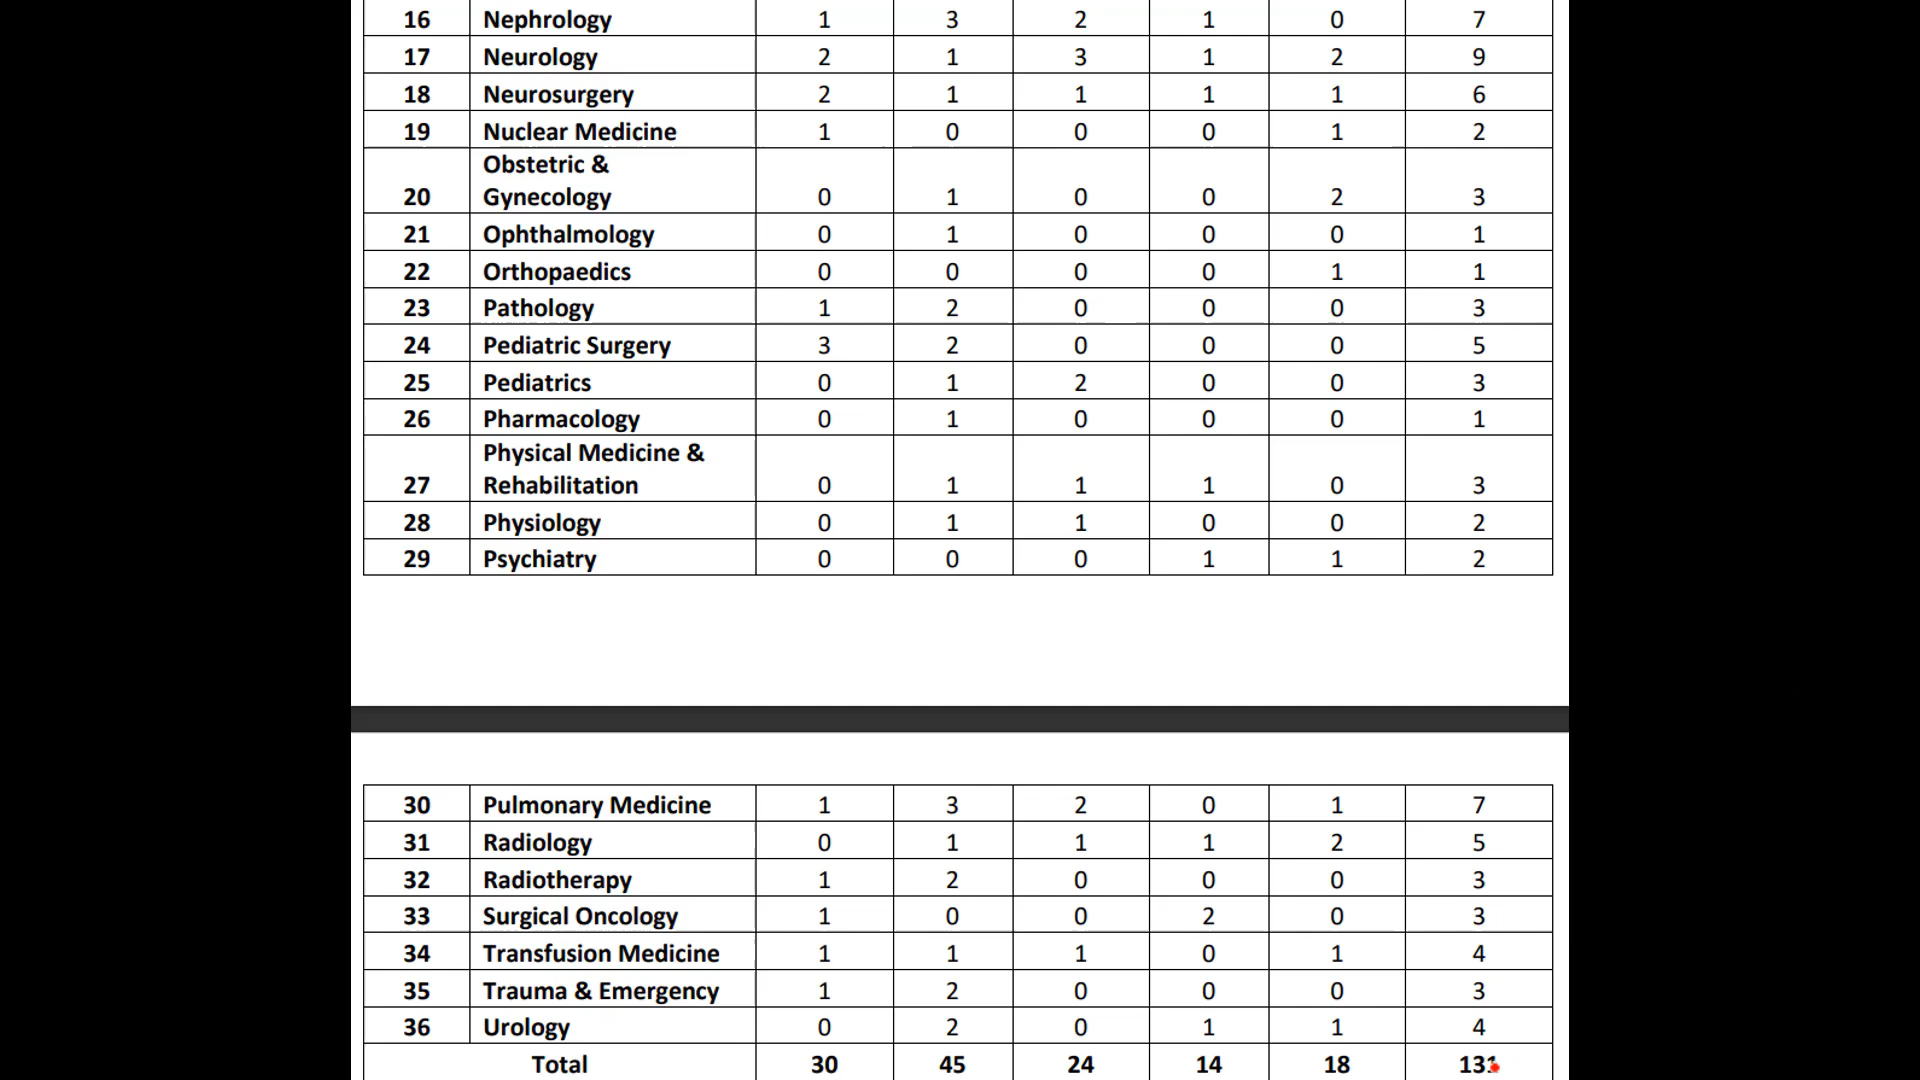 16 Nephrology 1 3 2 1 0 7
17 Neurology 2 1 3 1 2 9
18 Neurosurgery 2 1 1 1 1 6
19 Nuclear Medicine 1 0 0 0 1 2
Obstetric &
20 Gynecology 0 1 0 0 2 3
21 Ophthalmology 0 1 0 0 0 1
22 Orthopaedics 0 0 0 0 1 1
23 Pathology 1 2 0 0 0 3
24 Pediatric Surgery 3 2 0 0 0 5
25 Pediatrics 0 1 2 0 0 3
26 Pharmacology 0 1 0 0 0 1
Physical Medicine &
27 Rehabilitation 0 1 1 1 0 3
28 Physiology 0 1 1 0 0 2
29 Psychiatry 0 0 0 1 1 2
30 Pulmonary Medicine 1 3 2 0 1 7
31 Radiology 0 1 1 1 2 5
32 Radiotherapy 1 2 0 0 0 3
33 Surgical Oncology 1 0 0 2 0 3
34 Transfusion Medicine 1 1 1 0 1 4
35 Trauma & Emergency 1 2 0 0 0 3
36 Urology 0 2 0 1 1 4
Total 30 45 24 14 18 131